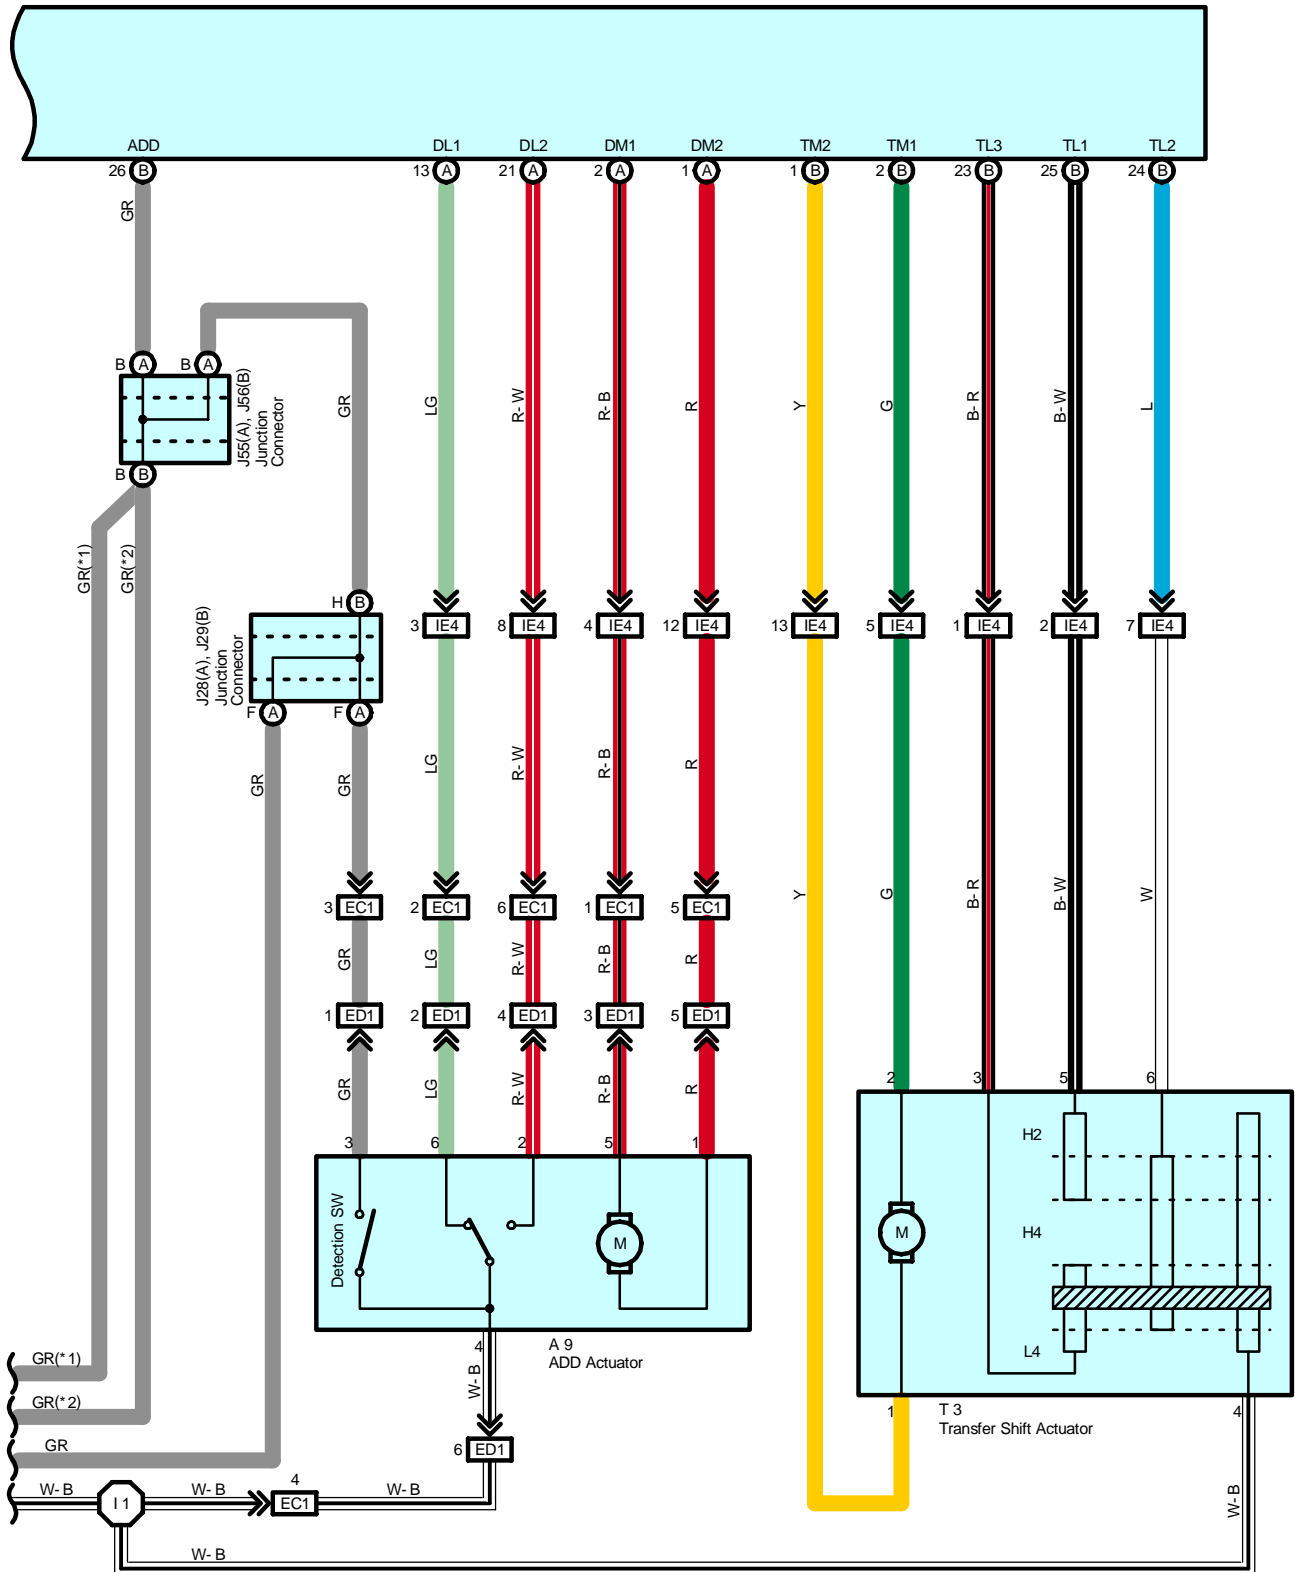 ADD DL1 DL2 DM1 DM2 TM2 TM1 TL3 TL1 TL2
26 B 13 A 21 A 2 A 1 A 1 B 2 B 23 B 25 B 24 B
GR
B A B A
J55(A), J56(B)
Junction
Connector
GR LG R-W R-B R Y G B-R B-W L
B B
GR(*1) GR(*2)
H B
3 IE4 8 IE4 4 IE4 12 IE4 13 IE4 5 IE4 1 IE4 2 IE4 7 IE4
J28(A), J29(B)
Junction
Connector
F A F A
GR GR LG R-W R-B R
Y G B-R B-W W
3 EC1 2 EC1 6 EC1 1 EC1 5 EC1
GR LG R-W R-B R
1 ED1 2 ED1 4 ED1 3 ED1 5 ED1
GR LG R-W R-B R
2 3 5 6
3 6 2 5 1
H2
Detection SW
M
M
H4
L4
4
A 9
ADD Actuator
GR(*1)
W-B
GR(*2)
1
T 3
Transfer Shift Actuator
4
GR
6 ED1
W-B
I 1
W-B
4
EC1
W-B
W-B
W-B